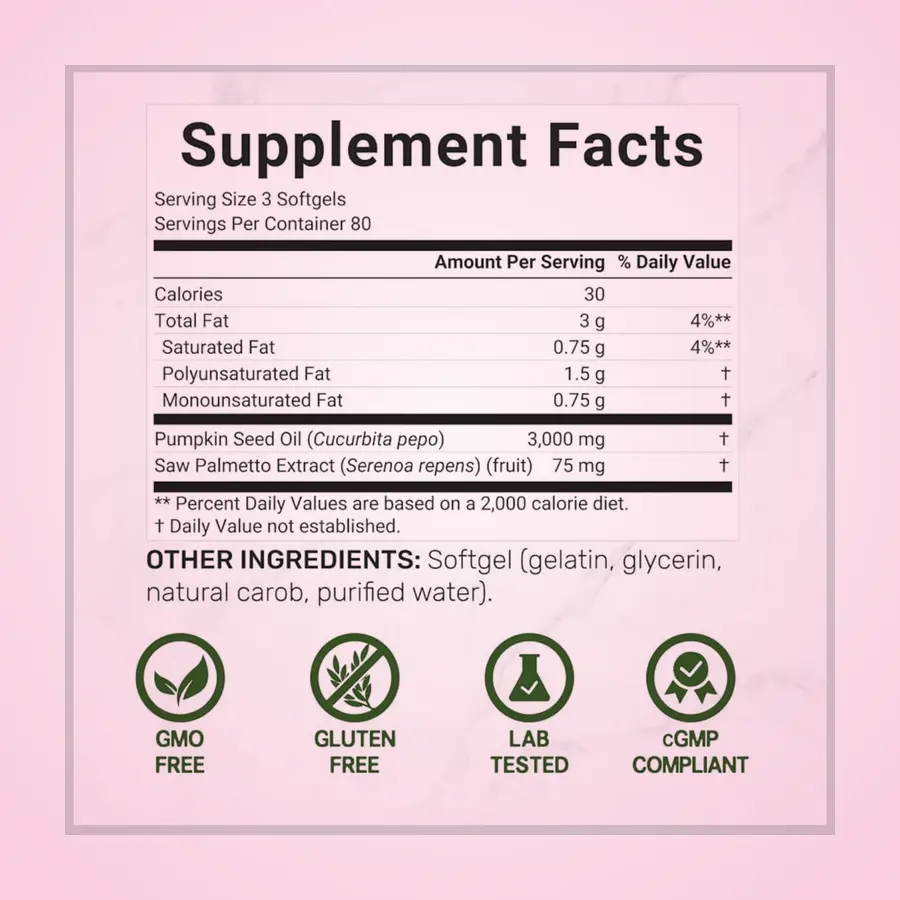 Supplement Facts
Serving Size 3 Softgels
Servings Per Container 80
Amount Per Serving % Daily Value
Calories 30
Total Fat 3 g 4%**
Saturated Fat 0.75 g 4%**
Polyunsaturated Fat 1.5 g †
Monounsaturated Fat 0.75 g †
Pumpkin Seed Oil (Cucurbita pepo) 3,000 mg †
Saw Palmetto Extract (Serenoa repens) (fruit) 75 mg †
** Percent Daily Values are based on a 2,000 calorie diet.
† Daily Value not established.
OTHER INGREDIENTS: Softgel (gelatin, glycerin,
natural carob, purified water).
GMO FREE
GLUTEN FREE
LAB TESTED
cGMP COMPLIANT